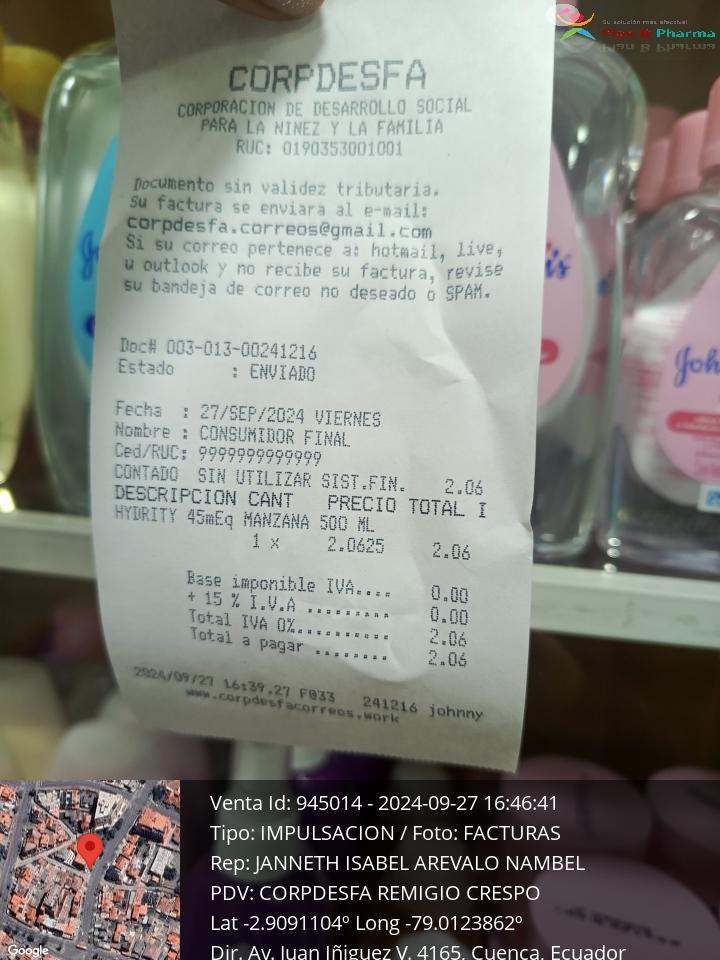 Su solución más efectiva!
Plan B Pharma
CORPDESFA
CORPORACION DE DESARROLLO SOCIAL
PARA LA NINEZ Y LA FAMILIA
RUC: 0190353001001
Documento sin validez tributaria.
Su factura se enviara al e-mail:
corpdesfa.correos@gmail.com
Si su correo pertenece a: hotmail, live,
u outlook y no recibe su factura, revise
su bandeja de correo no deseado o SPAM.
Doc# 003-013-00241216
Estado : ENVIADO
Fecha : 27/SEP/2024 VIERNES
Nombre : CONSUMIDOR FINAL
Ced/RUC: 9999999999999
CONTADO SIN UTILIZAR SIST.FIN. 2.06
DESCRIPCION CANT PRECIO TOTAL I
HYDRITY 45mEq MANZANA 500 ML
1 x 2.0625 2.06
Base imponible IVA.... 0.00
+ 15 % I.V.A ......... 0.00
Total IVA 0%.......... 2.06
Total a pagar ........ 2.06
2024/09/27 16:39.27 F033 241216 johnny
www.corpdesfacorreos.work
Joh
Venta Id: 945014 - 2024-09-27 16:46:41
Tipo: IMPULSACION / Foto: FACTURAS
Rep: JANNETH ISABEL AREVALO NAMBEL
PDV: CORPDESFA REMIGIO CRESPO
Lat -2.9091104º Long -79.0123862º
Dir. Av. Juan Iñiguez V. 4165, Cuenca, Ecuador
Google